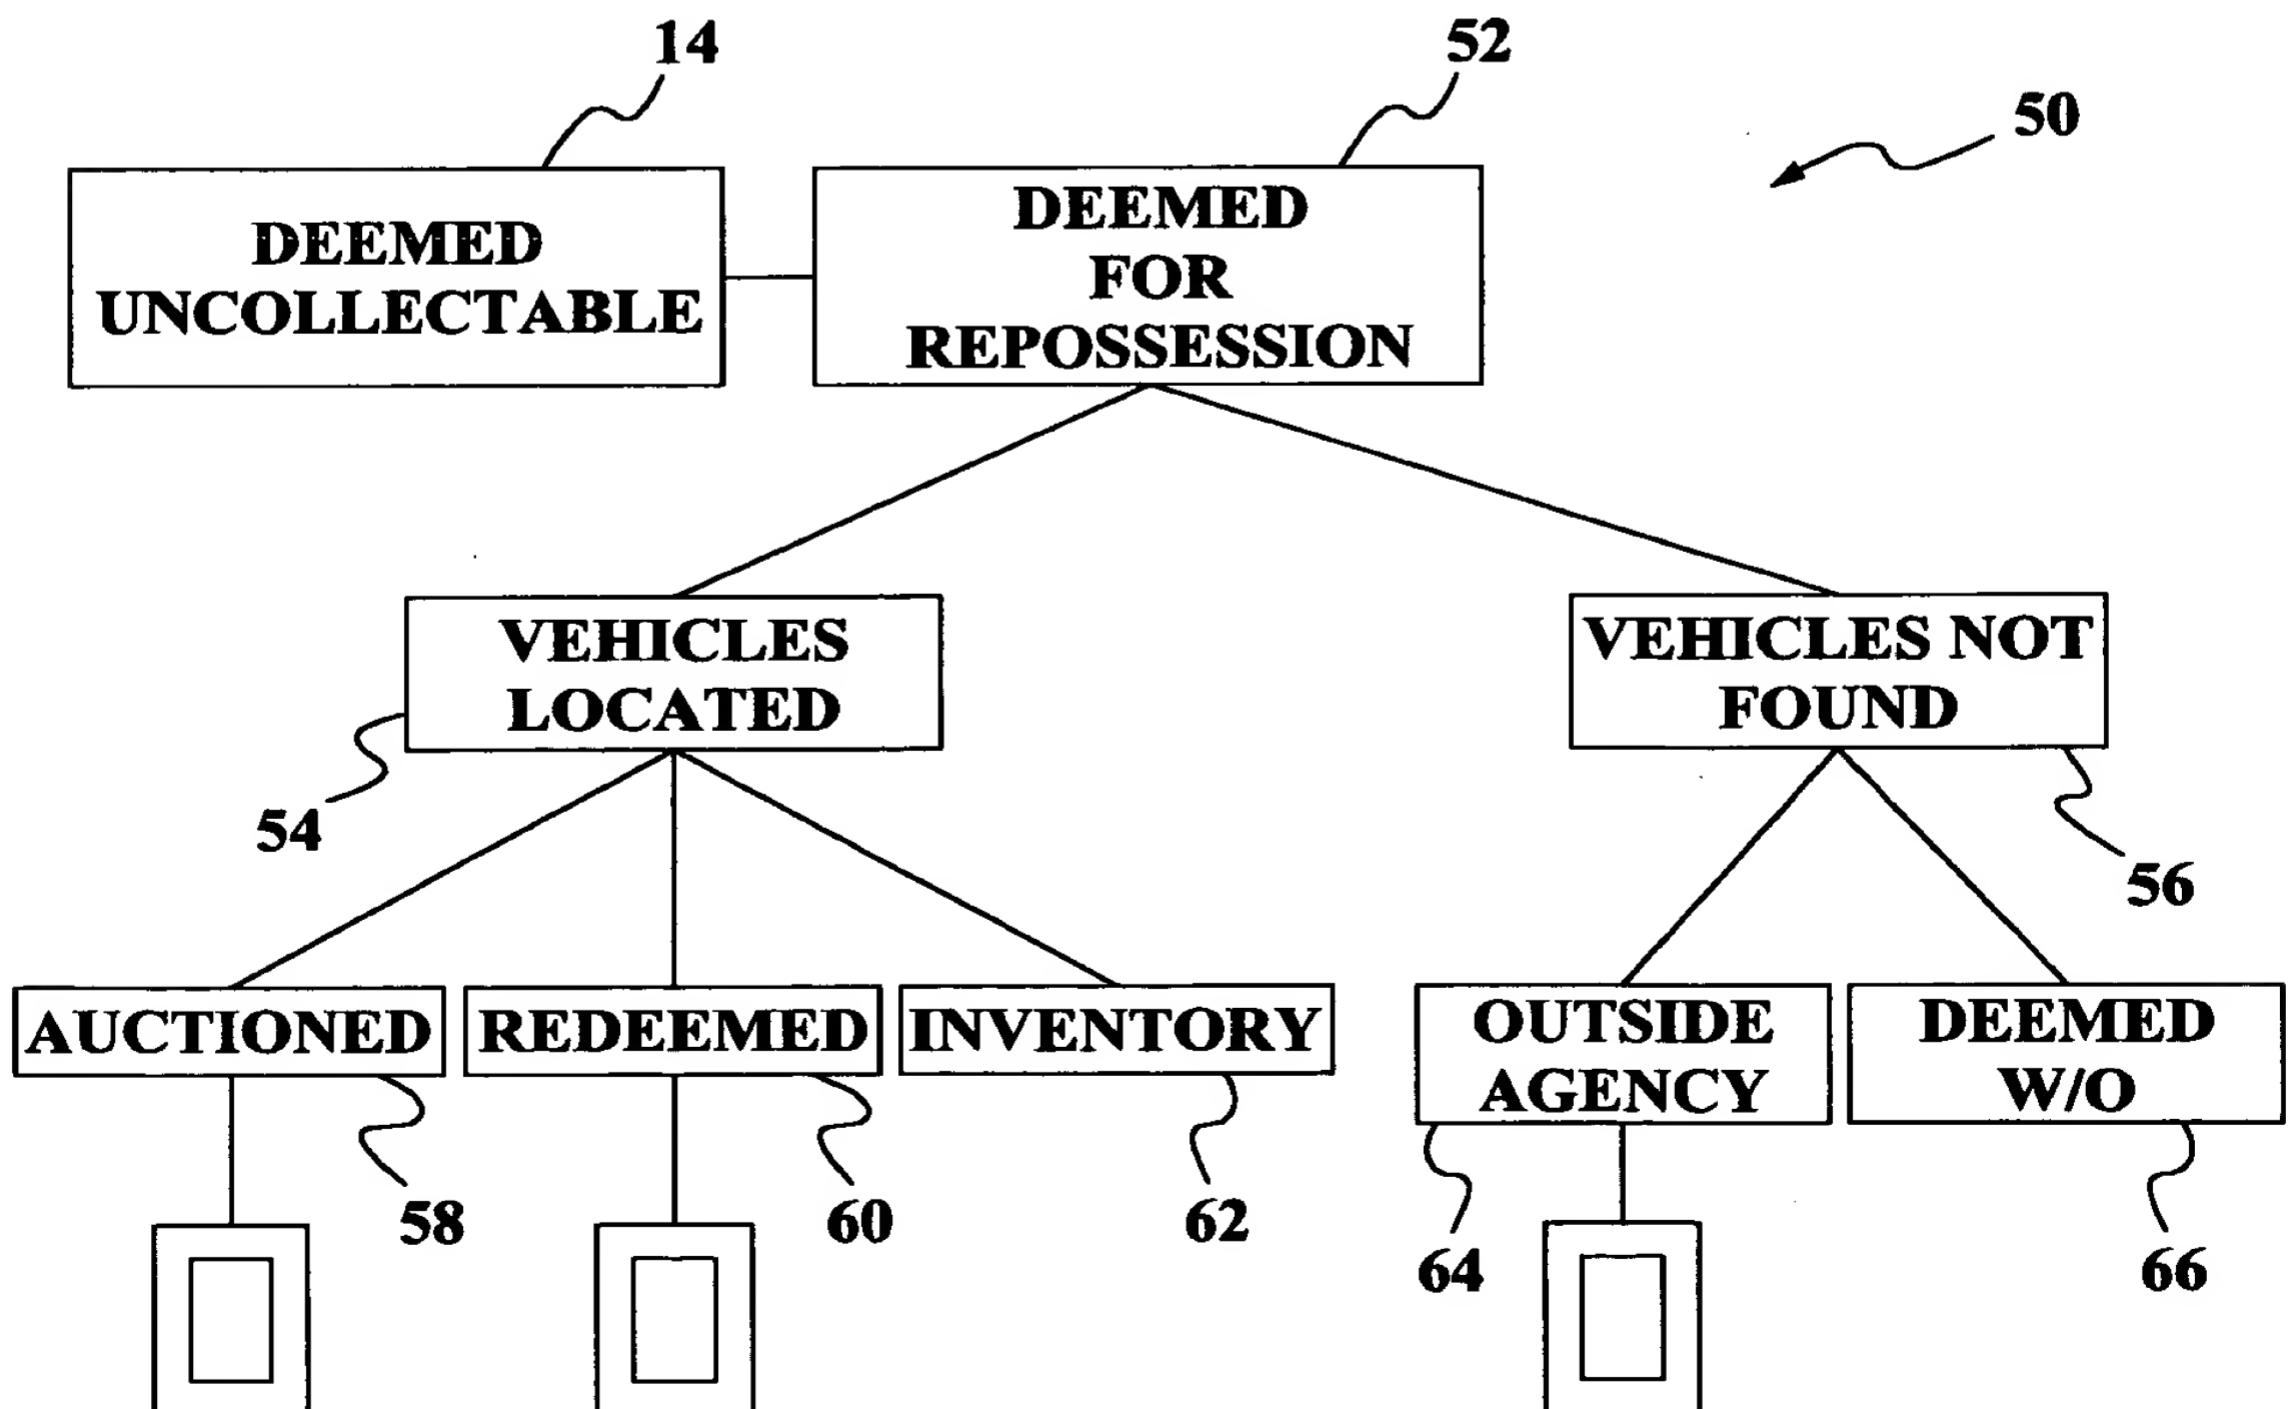 14
52
50
DEEMED
UNCOLLECTABLE
DEEMED
FOR
REPOSSESSION
VEHICLES
LOCATED
VEHICLES NOT
FOUND
54
56
AUCTIONED
REDEEMED
INVENTORY
OUTSIDE
AGENCY
DEEMED
W/O
58
60
62
64
66